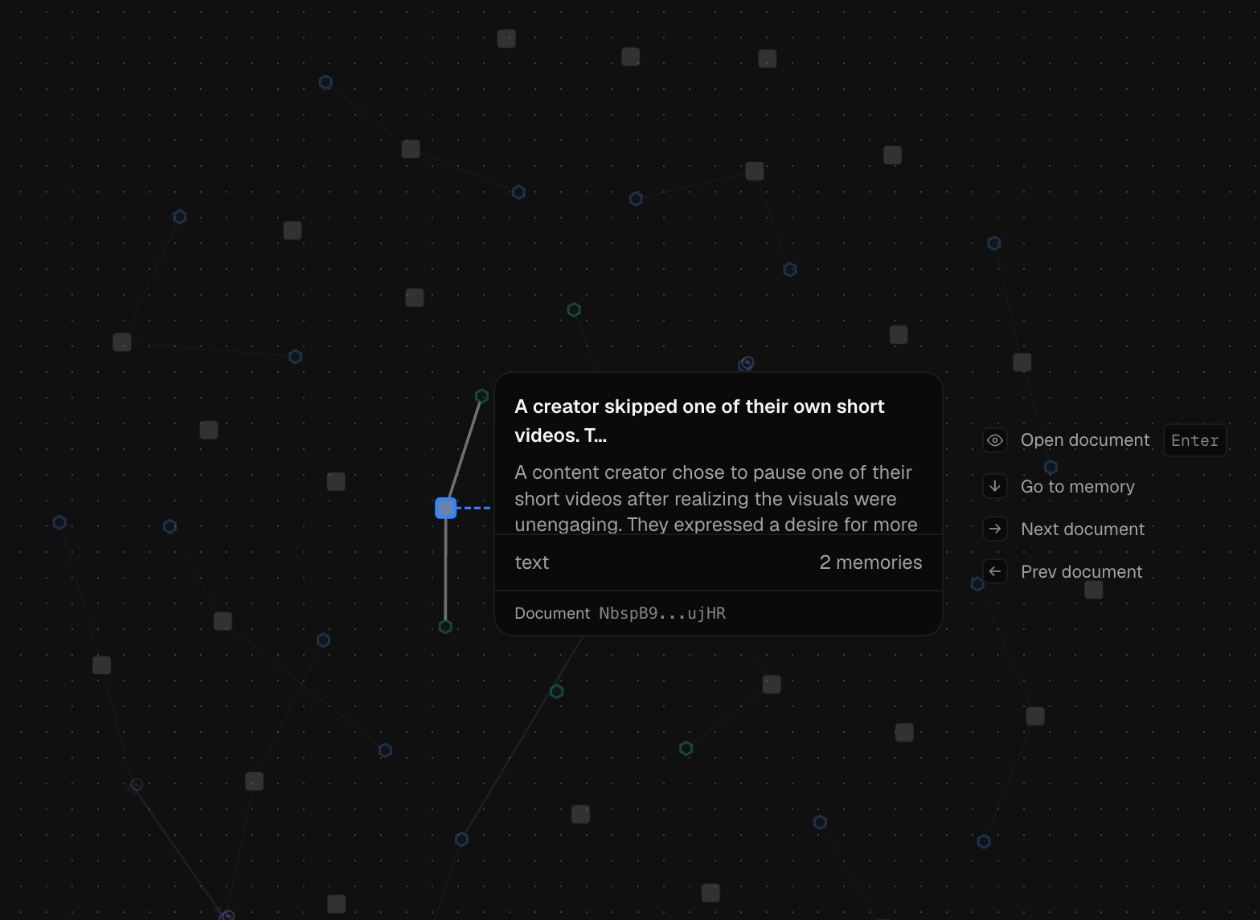 A creator skipped one of their own short
videos. T...
A content creator chose to pause one of their
short videos after realizing the visuals were
unengaging. They expressed a desire for more
text 2 memories
Document NbspB9...ujHR
Open document Enter
Go to memory
Next document
Prev document